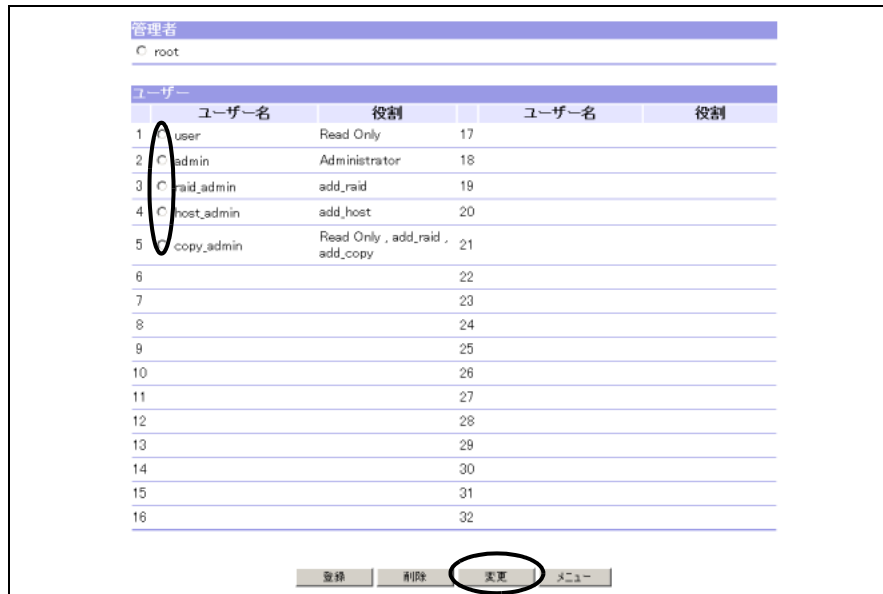 管理者
root
ユーザー
ユーザー名 役割 ユーザー名 役割
1 user Read Only 17
2 admin Administrator 18
3 raid_admin add_raid 19
4 host_admin add_host 20
5 copy_admin Read Only , add_raid , add_copy 21
6 22
7 23
8 24
9 25
10 26
11 27
12 28
13 29
14 30
15 31
16 32
登録 削除 変更 メニュー